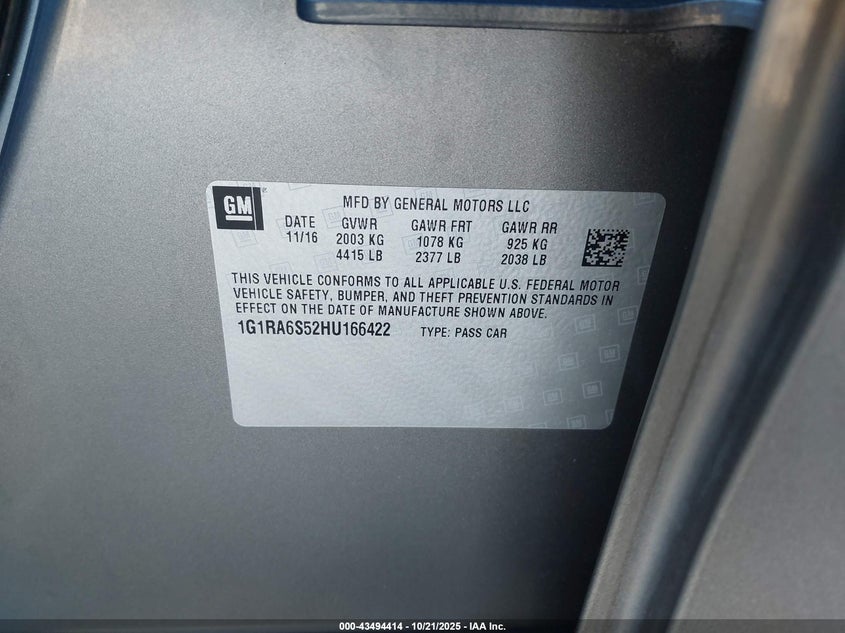 GM
MFD BY GENERAL MOTORS LLC
DATE GVWR GAWR FRT GAWR RR
11/16 2003 KG 1078 KG 925 KG
4415 LB 2377 LB 2038 LB
THIS VEHICLE CONFORMS TO ALL APPLICABLE U.S. FEDERAL MOTOR
VEHICLE SAFETY, BUMPER, AND THEFT PREVENTION STANDARDS IN
EFFECT ON THE DATE OF MANUFACTURE SHOWN ABOVE.
1G1RA6S52HU166422 TYPE: PASS CAR
000-43494414 - 10/21/2025 - IAA Inc.